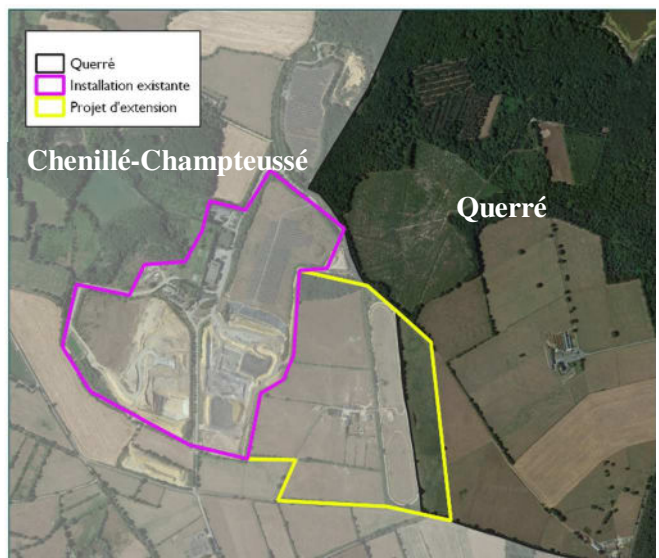 Querré
Installation existante
Projet d'extension
Chenillé-Champteussé
Querré